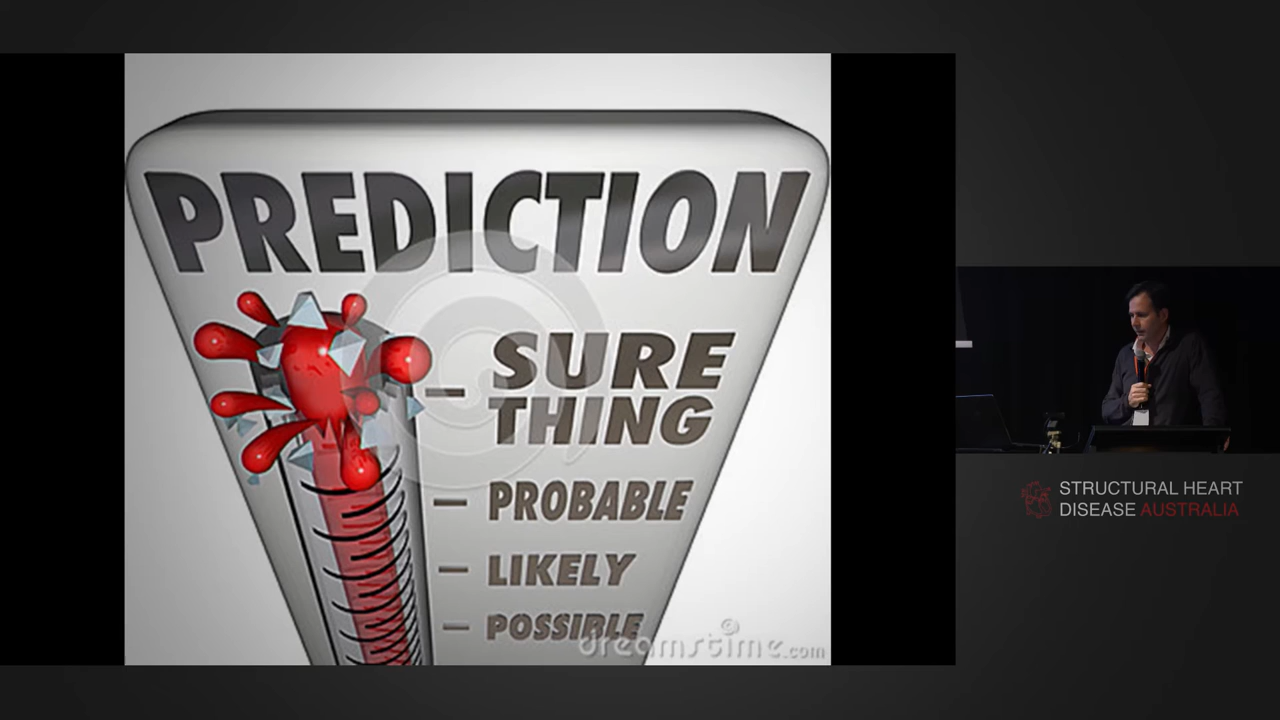 PREDICTION
SURE
THING
PROBABLE
LIKELY
POSSIBLE
dreamstime.com
STRUCTURAL HEART
DISEASE AUSTRALIA